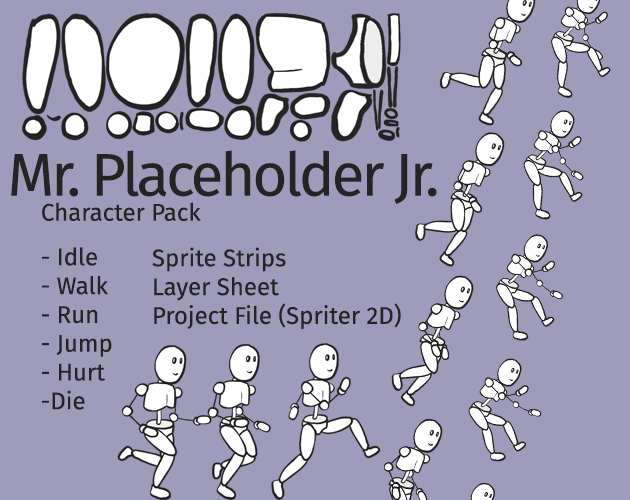 Mr. Placeholder Jr.
Character Pack
- Idle
- Walk
- Run
- Jump
- Hurt
-Die
Sprite Strips
Layer Sheet
Project File (Spriter 2D)